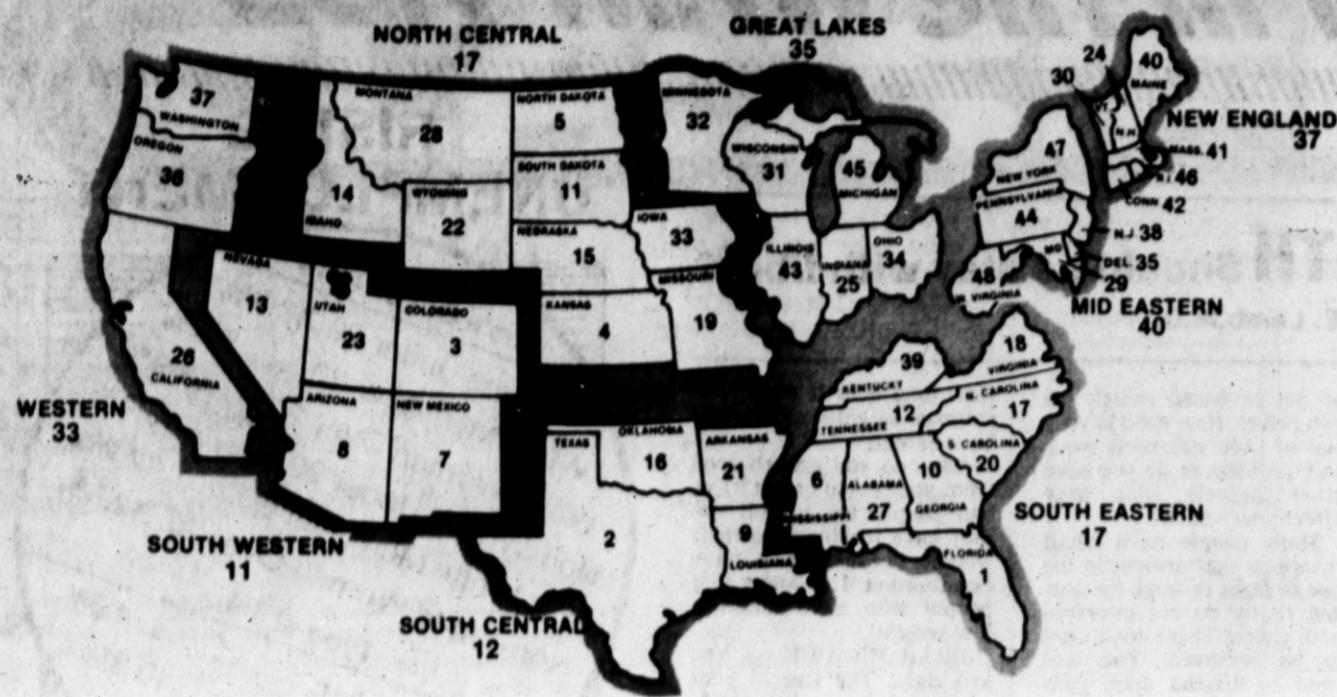 NORTH CENTRAL
17
GREAT LAKES
35
NEW ENGLAND
37
MID EASTERN
40
SOUTH EASTERN
17
SOUTH CENTRAL
12
SOUTH WESTERN
11
WESTERN
33
37
WASHINGTON
OREGON
36
26
CALIFORNIA
MONTANA
28
14
IDAHO
WYOMING
22
NORTH DAKOTA
5
SOUTH DAKOTA
11
NEBRASKA
15
KANSAS
4
IOWA
33
MISSOURI
19
NEVADA
13
UTAH
23
COLORADO
3
ARIZONA
8
NEW MEXICO
7
TEXAS
2
OKLAHOMA
16
ARKANSAS
21
9
LOUISIANA
MINNESOTA
32
WISCONSIN
31
45
MICHIGAN
ILLINOIS
43
INDIANA
25
OHIO
34
39
KENTUCKY
12
TENNESSEE
6
MISSISSIPPI
ALABAMA
27
10
GEORGIA
18
VIRGINIA
N. CAROLINA
17
S. CAROLINA
20
FLORIDA
1
47
NEW YORK
PENNSYLVANIA
44
48
W. VIRGINIA
MD
29
DEL 35
N.J 38
CONN 42
R.I 46
MASS. 41
24
30
VT.
N.H.
40
MAINE